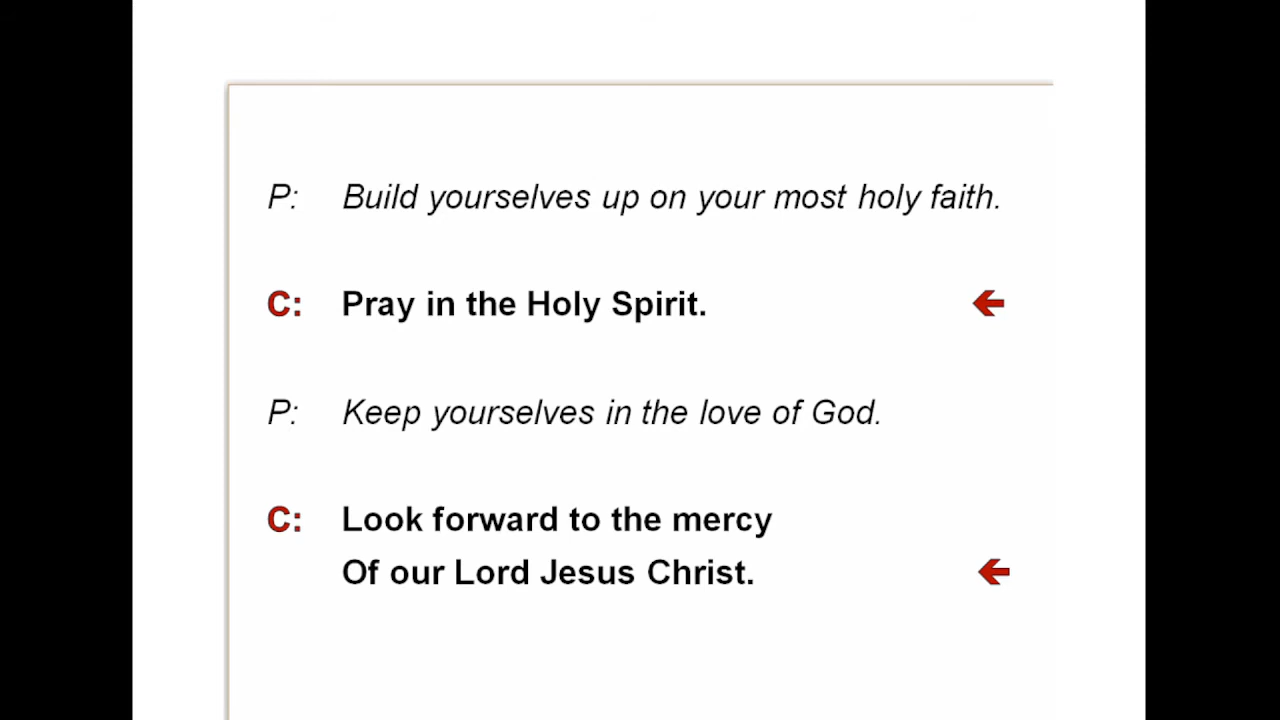 P: Build yourselves up on your most holy faith.
C: Pray in the Holy Spirit.
P: Keep yourselves in the love of God.
C: Look forward to the mercy
Of our Lord Jesus Christ.